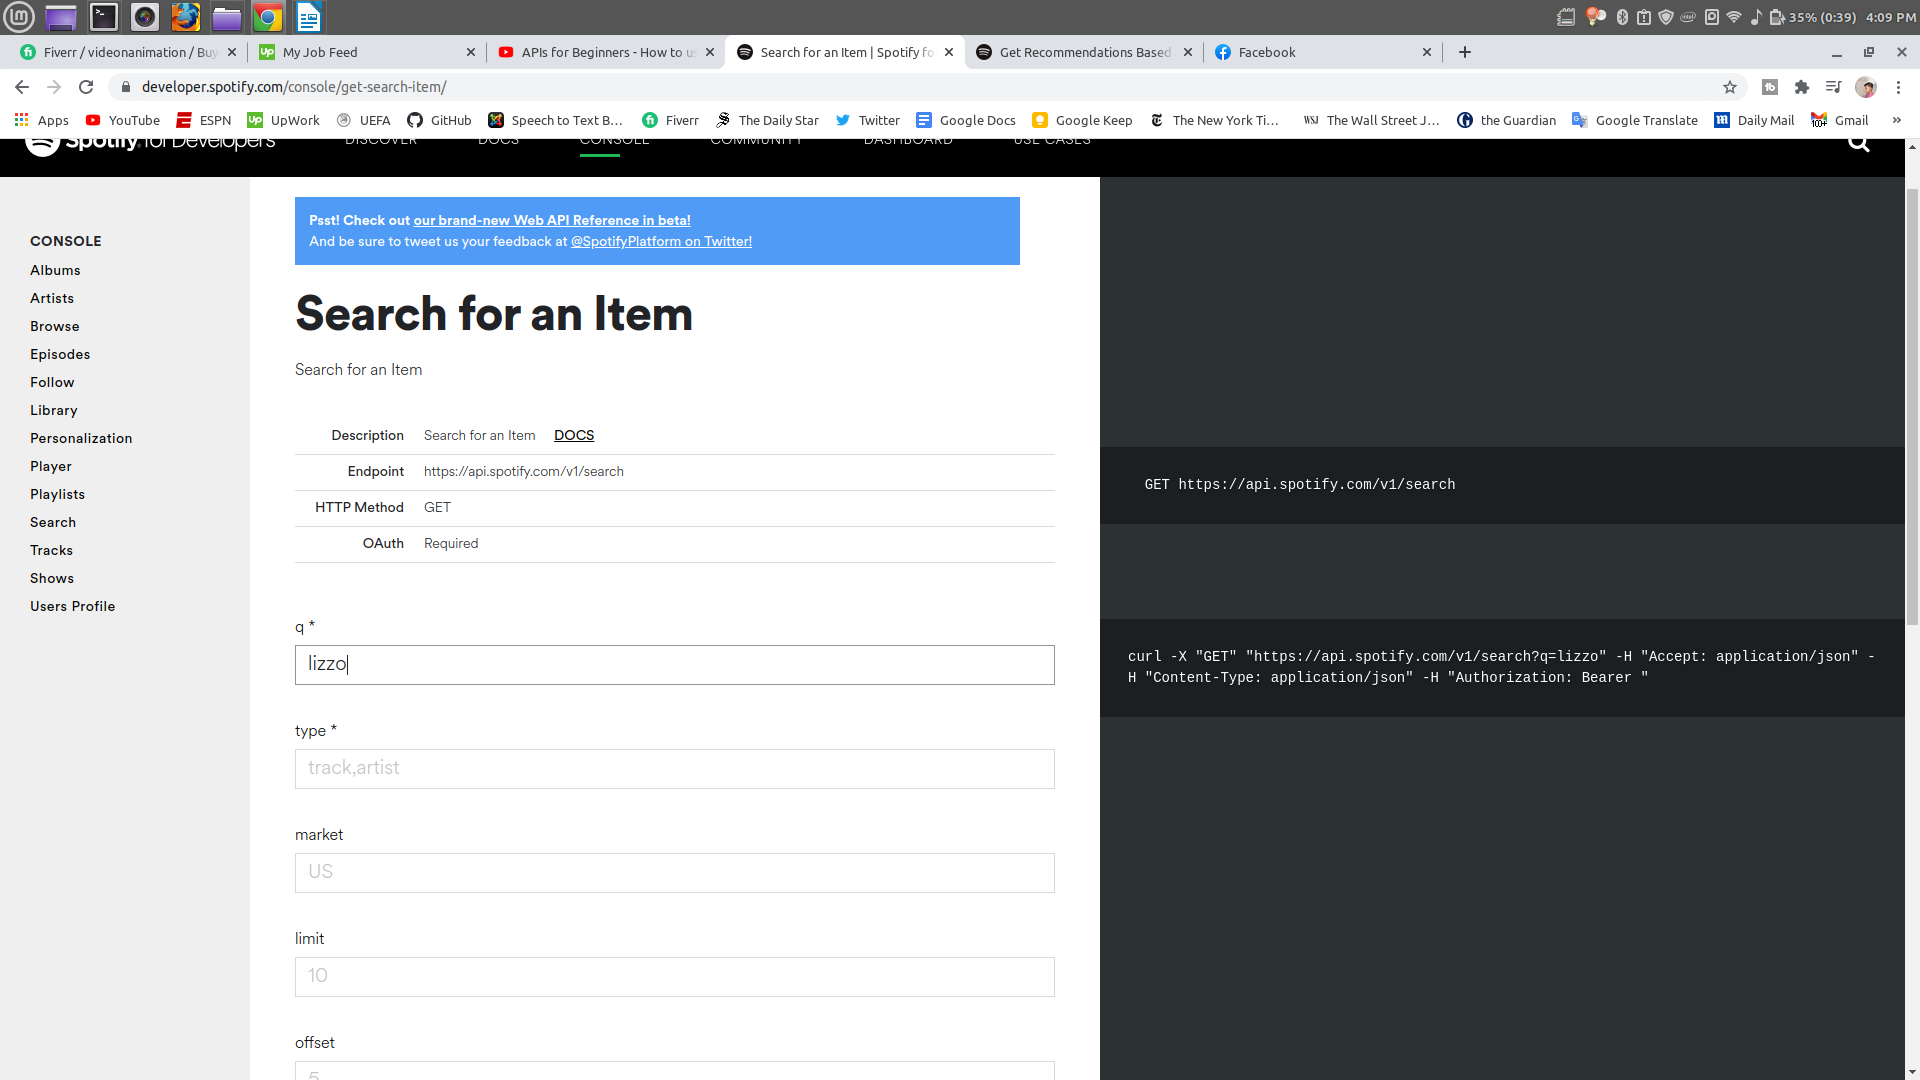 35% (0:39) 4:09 PM
Fiverr / videonanimation / Buy
My Job Feed
APIs for Beginners - How to u
Search for an Item | Spotify fo
Get Recommendations Based
Facebook
developer.spotify.com/console/get-search-item/
Apps YouTube ESPN UpWork UEFA GitHub Speech to Text B... Fiverr The Daily Star Twitter Google Docs Google Keep The New York Ti... The Wall Street J... the Guardian Google Translate Daily Mail Gmail »
Spotify for Developers DISCOVER DOCS CONSOLE COMMUNITY DASHBOARD USE CASES
CONSOLE
Albums
Artists
Browse
Episodes
Follow
Library
Personalization
Player
Playlists
Search
Tracks
Shows
Users Profile
Psst! Check out our brand-new Web API Reference in beta!
And be sure to tweet us your feedback at @SpotifyPlatform on Twitter!
Search for an Item
Search for an Item
Description Search for an Item DOCS
Endpoint https://api.spotify.com/v1/search
HTTP Method GET
OAuth Required
q *
lizzo
type *
track,artist
market
US
limit
10
offset
5
GET https://api.spotify.com/v1/search
curl -X "GET" "https://api.spotify.com/v1/search?q=lizzo" -H "Accept: application/json" -
H "Content-Type: application/json" -H "Authorization: Bearer "